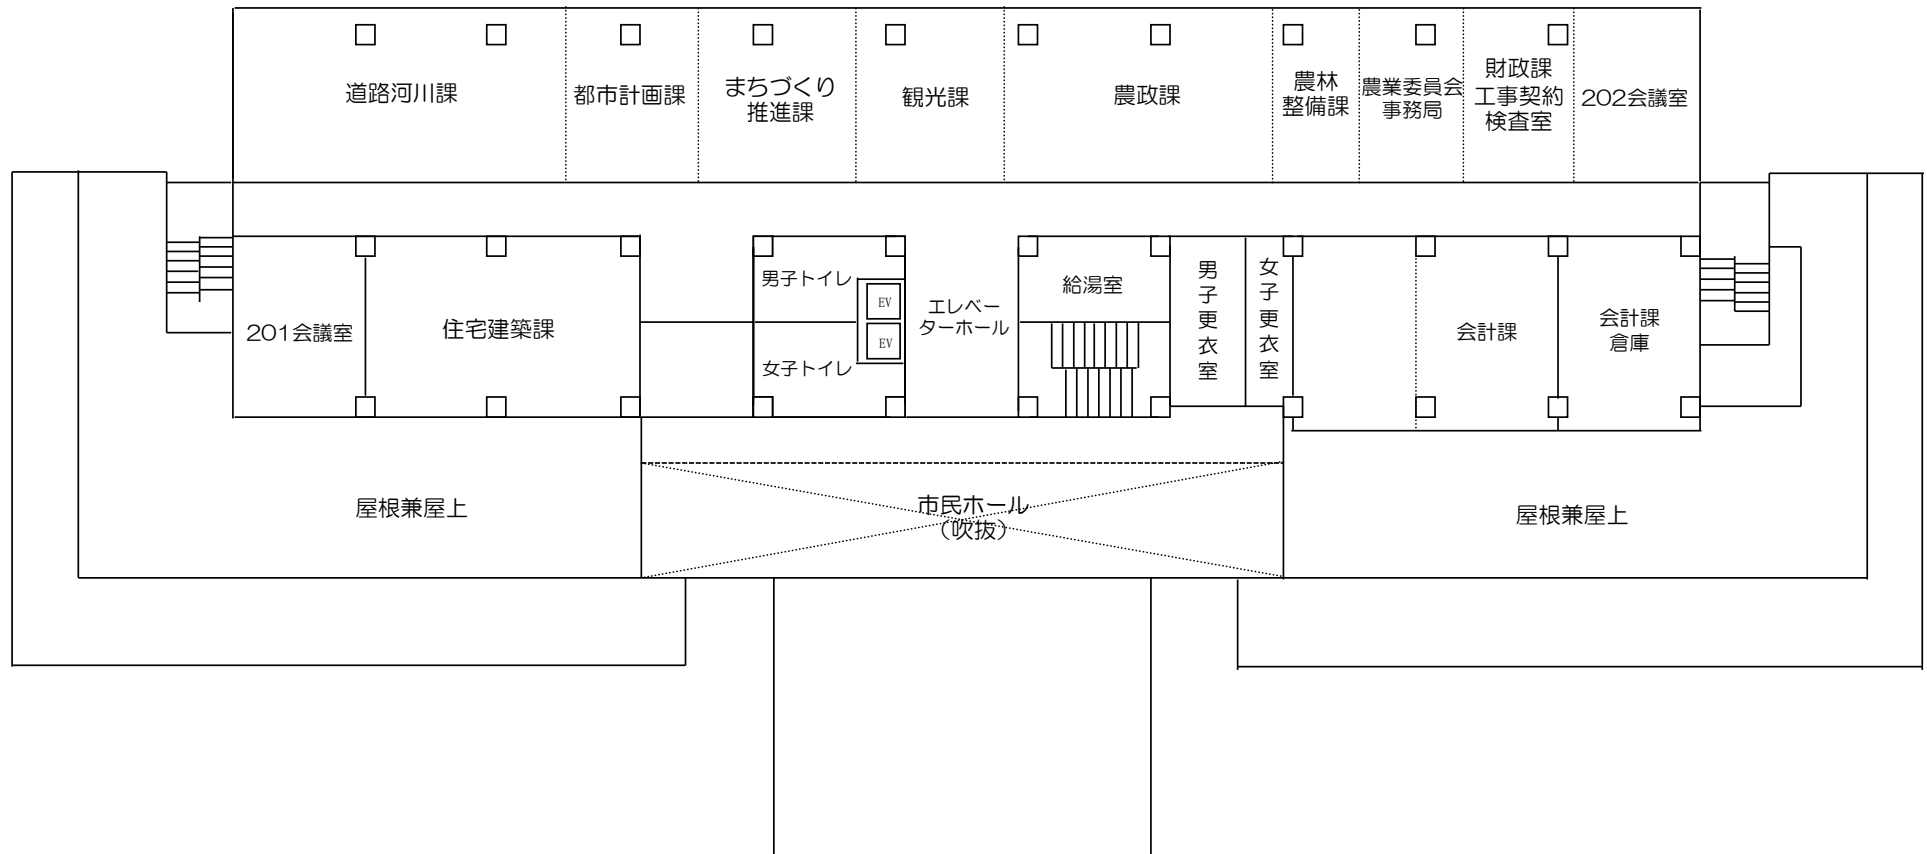 道路河川課
都市計画課
まちづくり
推進課
観光課
農政課
農林
整備課
農業委員会
事務局
財政課
工事契約
検査室
202会議室
201会議室
住宅建築課
男子トイレ
女子トイレ
EV
EV
エレベー
ターホール
給湯室
男子更衣室
女子更衣室
会計課
会計課
倉庫
屋根兼屋上
市民ホール
（吹抜）
屋根兼屋上